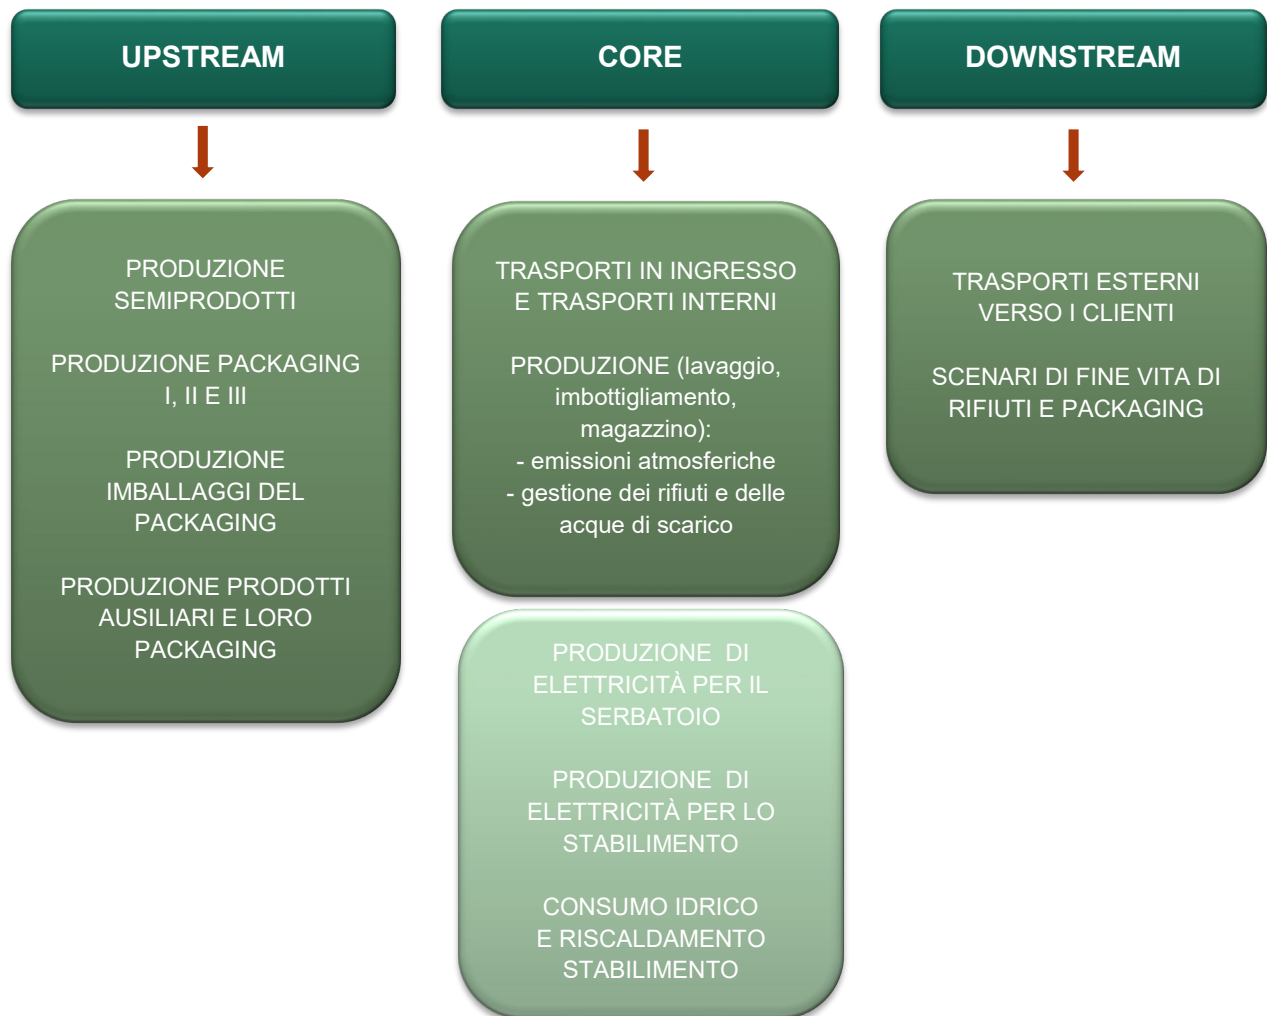 UPSTREAM
PRODUZIONE
SEMIPRODOTTI
PRODUZIONE PACKAGING
I, II E III
PRODUZIONE
IMBALLAGGI DEL
PACKAGING
PRODUZIONE PRODOTTI
AUSILIARI E LORO
PACKAGING
CORE
TRASPORTI IN INGRESSO
E TRASPORTI INTERNI
PRODUZIONE (lavaggio,
imbottigliamento,
magazzino):
- emissioni atmosferiche
- gestione dei rifiuti e delle
acque di scarico
PRODUZIONE DI
ELETTRICITÀ PER IL
SERBATOIO
PRODUZIONE DI
ELETTRICITÀ PER LO
STABILIMENTO
CONSUMO IDRICO
E RISCALDAMENTO
STABILIMENTO
DOWNSTREAM
TRASPORTI ESTERNI
VERSO I CLIENTI
SCENARI DI FINE VITA DI
RIFIUTI E PACKAGING